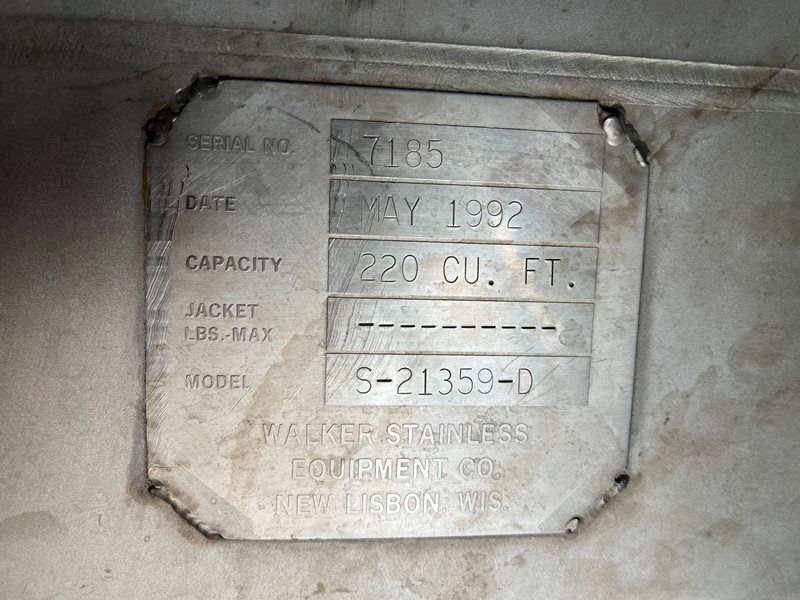 SERIAL NO. 7185
DATE MAY 1992
CAPACITY 220 CU. FT.
JACKET
LBS.-MAX ----------
MODEL S-21359-D
WALKER STAINLESS
EQUIPMENT CO.
NEW LISBON, WIS.